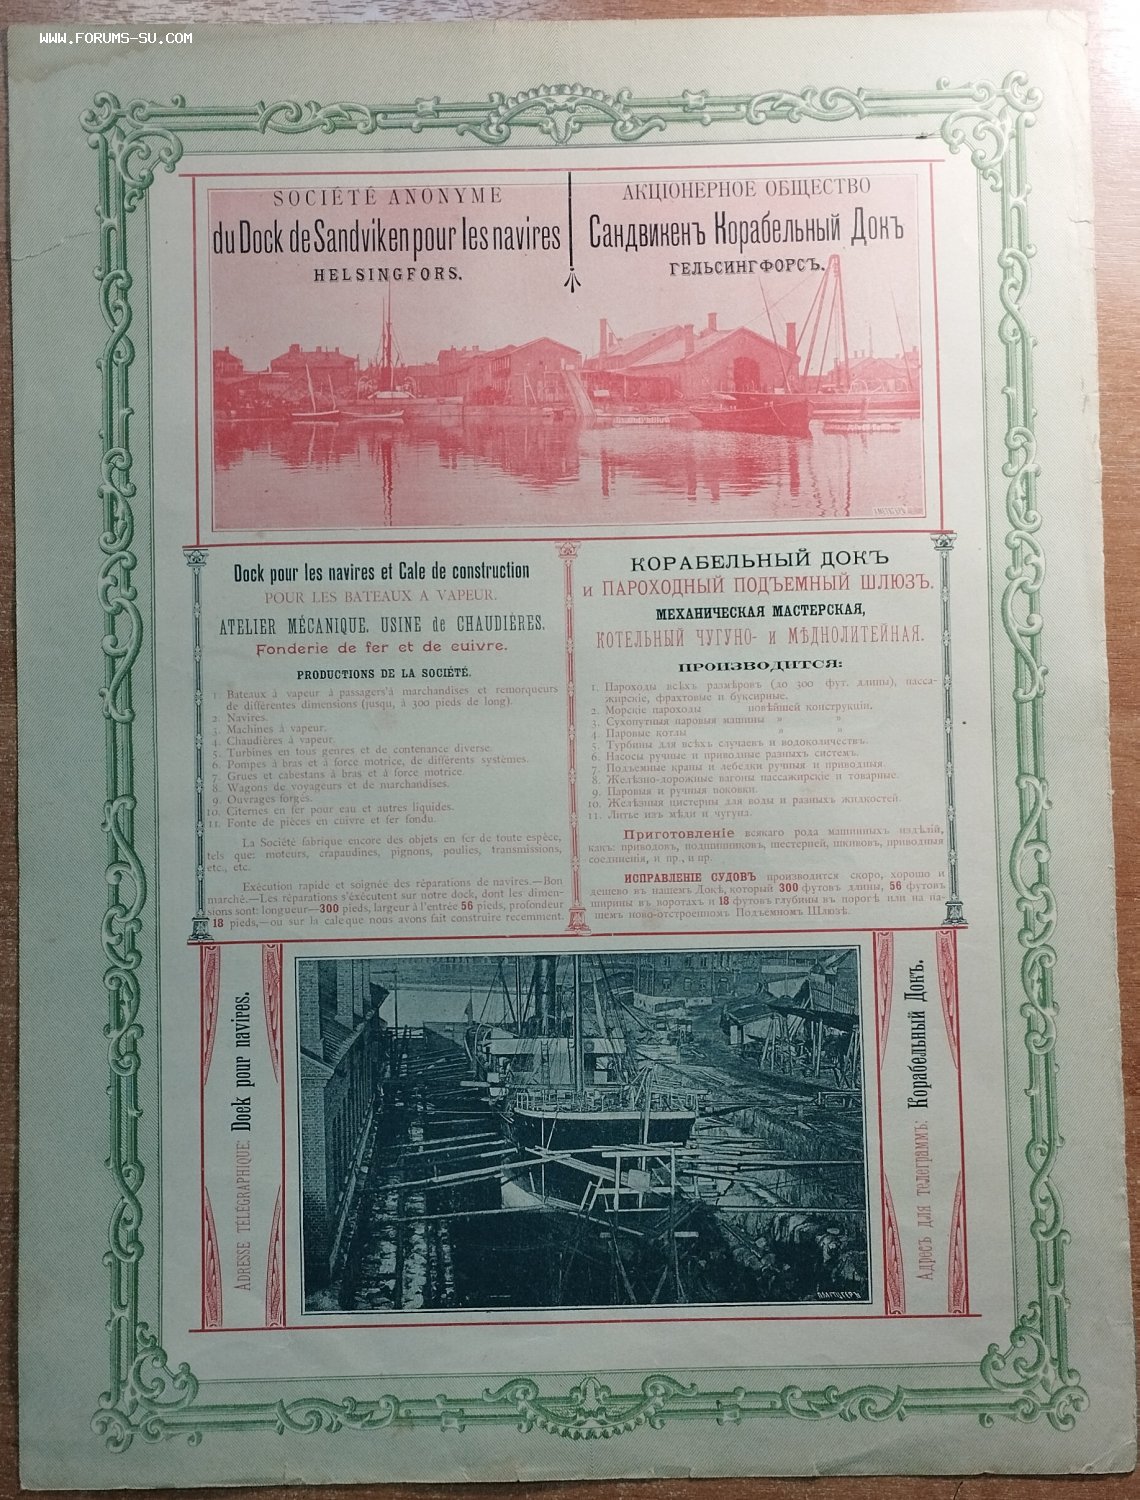 WWW.FORUMS-SU.COM
SOCIÉTÉ ANONYME
du Dock de Sandviken pour les navires
HELSINGFORS.
АКЦІОНЕРНОЕ ОБЩЕСТВО
Сандвикенъ Корабельный Докъ
ГЕЛЬСИНГФОРСЪ.
Dock pour les navires et Cale de construction
POUR LES BATEAUX A VAPEUR.
ATELIER MÉCANIQUE. USINE de CHAUDIÈRES.
Fonderie de fer et de cuivre.
PRODUCTIONS DE LA SOCIÉTÉ.
1. Bateaux à vapeur à passagers'à marchandises et remorqueurs
de différentes dimensions (jusqu, à 300 pieds de long).
2. Navires.
3. Machines à vapeur.
4. Chaudières à vapeur.
5. Turbines en tous genres et de contenance diverse.
6. Pompes à bras et à force motrice, de différents systèmes.
7. Grues et cabestans à bras et à force motrice.
8. Wagons de voyageurs et de marchandises.
9. Ouvrages forgés.
10. Citernes en fer pour eau et autres liquides.
11. Fonte de pièces en cuivre et fer fondu.
La Société fabrique encore des objets en fer de toute espèce,
tels que: moteurs, crapaudines, pignons, poulies, transmissions,
etc., etc.
Exécution rapide et soignée des réparations de navires.—Bon
marché.—Les réparations s'éxécutent sur notre dock, dont les dimen-
sions sont: longueur—300 pieds, largeur à l'entrée 56 pieds, profondeur
18 pieds,—ou sur la cale que nous avons fait construire recemment.
КОРАБЕЛЬНЫЙ ДОКЪ
и ПАРОХОДНЫЙ ПОДЪЕМНЫЙ ШЛЮЗЪ.
МЕХАНИЧЕСКАЯ МАСТЕРСКАЯ,
КОТЕЛЬНЫЙ ЧУГУНО- И МѢДНОЛИТЕЙНАЯ.
ПРОИЗВОДИТСЯ:
1. Пароходы всѣхъ размѣровъ (до 300 фут. длины), пасса-
жирскіе, фрахтовые и буксирные.
2. Морскіе пароходы новѣйшей конструкціи.
3. Сухопутныя паровыя машины » »
4. Паровые котлы » »
5. Турбины для всѣхъ случаевъ и водоколичествъ.
6. Насосы ручные и приводные разныхъ системъ.
7. Подъемные краны и лебедки ручныя и приводныя.
8. Желѣзно-дорожные вагоны пассажирскіе и товарные.
9. Паровыя и ручныя поковки.
10. Желѣзныя цистерны для воды и разныхъ жидкостей.
11. Литье изъ мѣди и чугуна.
Приготовленіе всякаго рода машинныхъ издѣлій,
какъ: приводовъ, подшипниковъ, шестерней, шкивовъ, приводныя
соединенія, и пр., и пр.
ИСПРАВЛЕНІЕ СУДОВЪ производится скоро, хорошо и
дешево въ нашемъ Докѣ, который 300 футовъ длины, 56 футовъ
ширины въ воротахъ и 18 футовъ глубины въ порогѣ или на на-
шемъ ново-отстроенномъ Подъемномъ Шлюзѣ.
ADRESSE TÉLÉGRAPHIQUE: Dock pour navires.
Адресъ для телеграммъ: Корабельный Докъ.